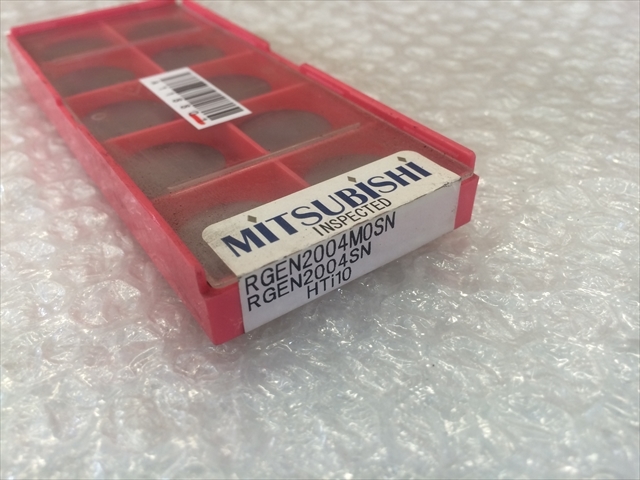 MITSUBISHI
INSPECTED
RGEN2004M0SN
RGEN2004SN
HTi10